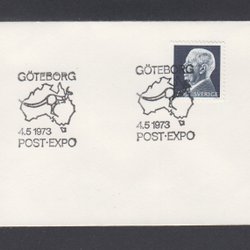 GÖTEBORG
4.5 1973
POST·EXPO
GÖTEBORG
4.5 1973
POST·EXPO
SVERIGE